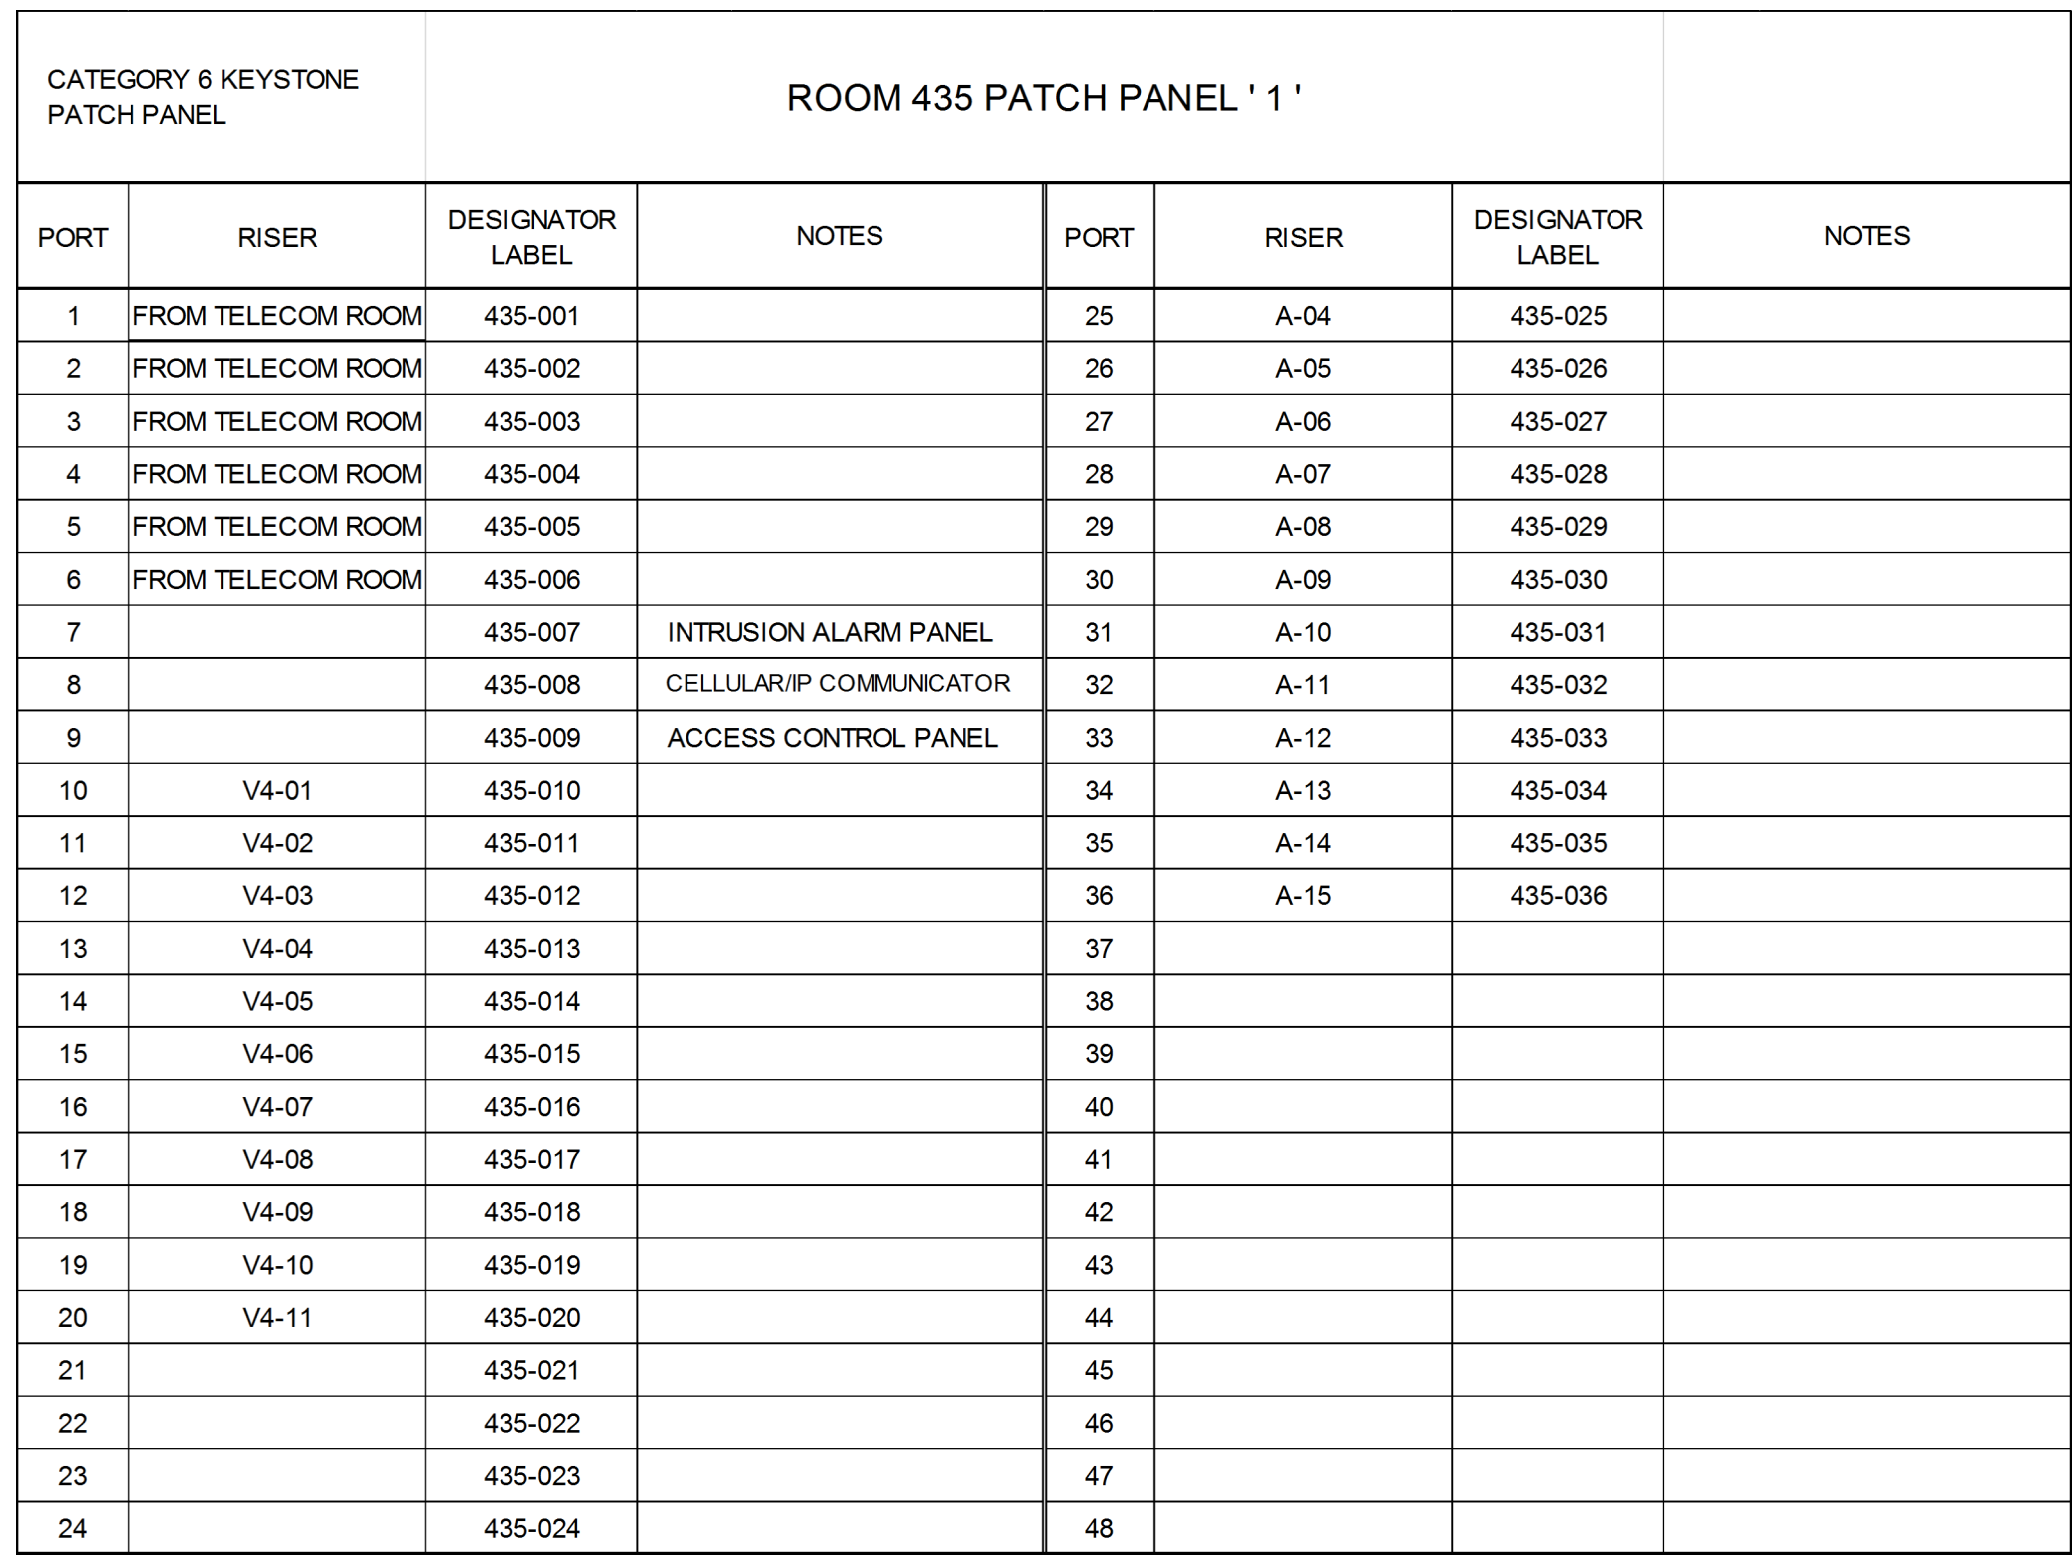 CATEGORY 6 KEYSTONE
PATCH PANEL
ROOM 435 PATCH PANEL ' 1 '
PORT RISER DESIGNATOR LABEL NOTES PORT RISER DESIGNATOR LABEL NOTES
1 FROM TELECOM ROOM 435-001 25 A-04 435-025
2 FROM TELECOM ROOM 435-002 26 A-05 435-026
3 FROM TELECOM ROOM 435-003 27 A-06 435-027
4 FROM TELECOM ROOM 435-004 28 A-07 435-028
5 FROM TELECOM ROOM 435-005 29 A-08 435-029
6 FROM TELECOM ROOM 435-006 30 A-09 435-030
7 435-007 INTRUSION ALARM PANEL 31 A-10 435-031
8 435-008 CELLULAR/IP COMMUNICATOR 32 A-11 435-032
9 435-009 ACCESS CONTROL PANEL 33 A-12 435-033
10 V4-01 435-010 34 A-13 435-034
11 V4-02 435-011 35 A-14 435-035
12 V4-03 435-012 36 A-15 435-036
13 V4-04 435-013 37
14 V4-05 435-014 38
15 V4-06 435-015 39
16 V4-07 435-016 40
17 V4-08 435-017 41
18 V4-09 435-018 42
19 V4-10 435-019 43
20 V4-11 435-020 44
21 435-021 45
22 435-022 46
23 435-023 47
24 435-024 48